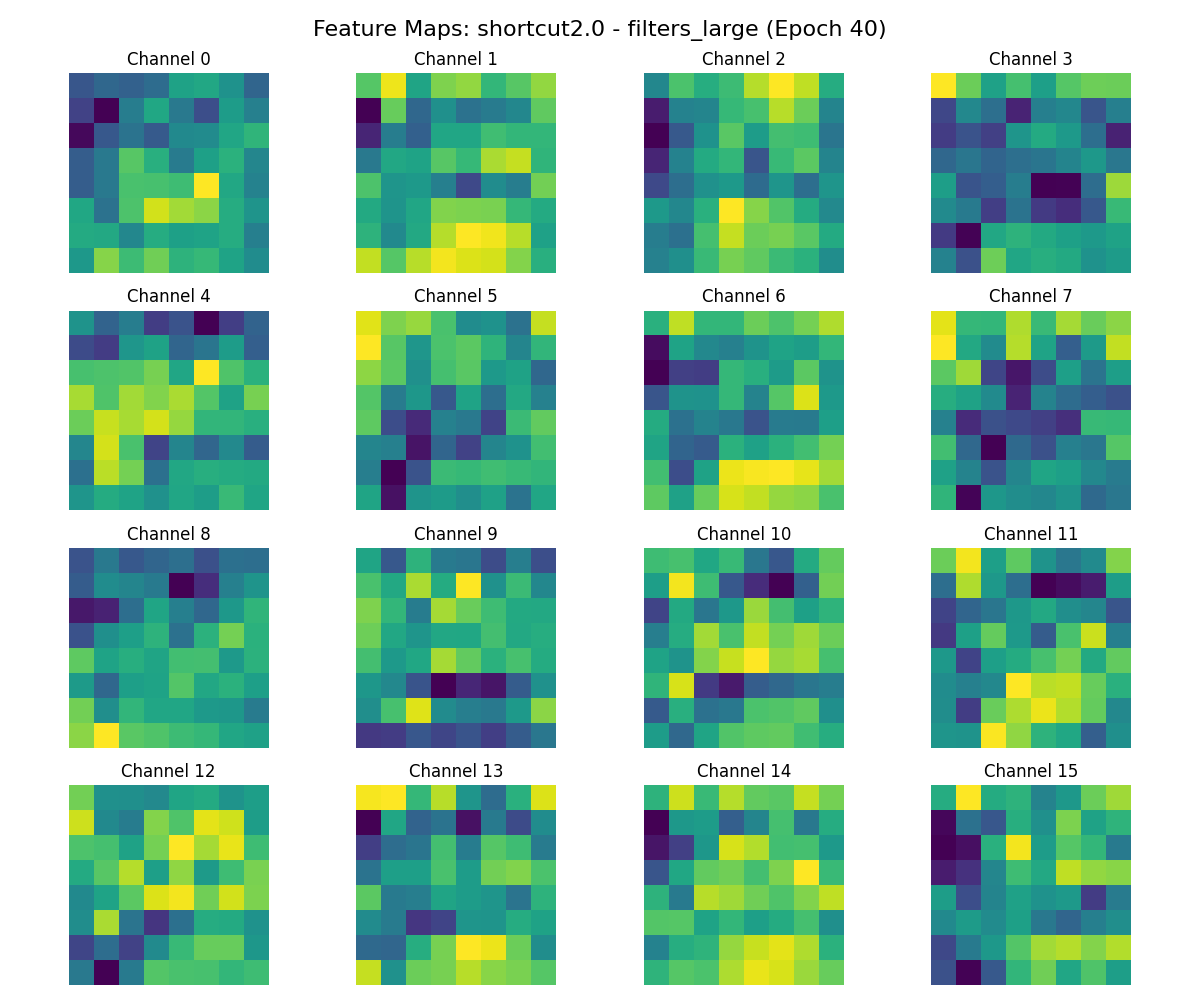 Feature Maps: shortcut2.0 - filters_large (Epoch 40)
Channel 0
Channel 1
Channel 2
Channel 3
Channel 4
Channel 5
Channel 6
Channel 7
Channel 8
Channel 9
Channel 10
Channel 11
Channel 12
Channel 13
Channel 14
Channel 15